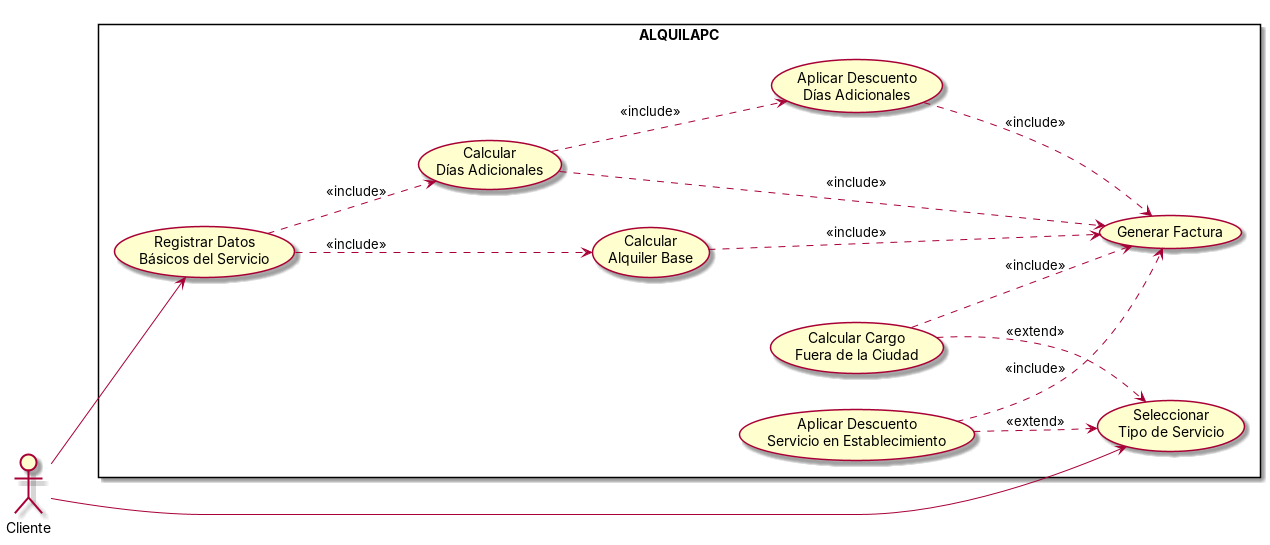 ALQUILAPC
Aplicar Descuento
Días Adicionales
«include»
«include»
Calcular
Días Adicionales
«include»
«include»
Registrar Datos
Básicos del Servicio
«include»
Calcular
Alquiler Base
«include»
Generar Factura
«include»
Calcular Cargo
Fuera de la Ciudad
«extend»
«include»
Aplicar Descuento
Servicio en Establecimiento
«extend»
Seleccionar
Tipo de Servicio
Cliente